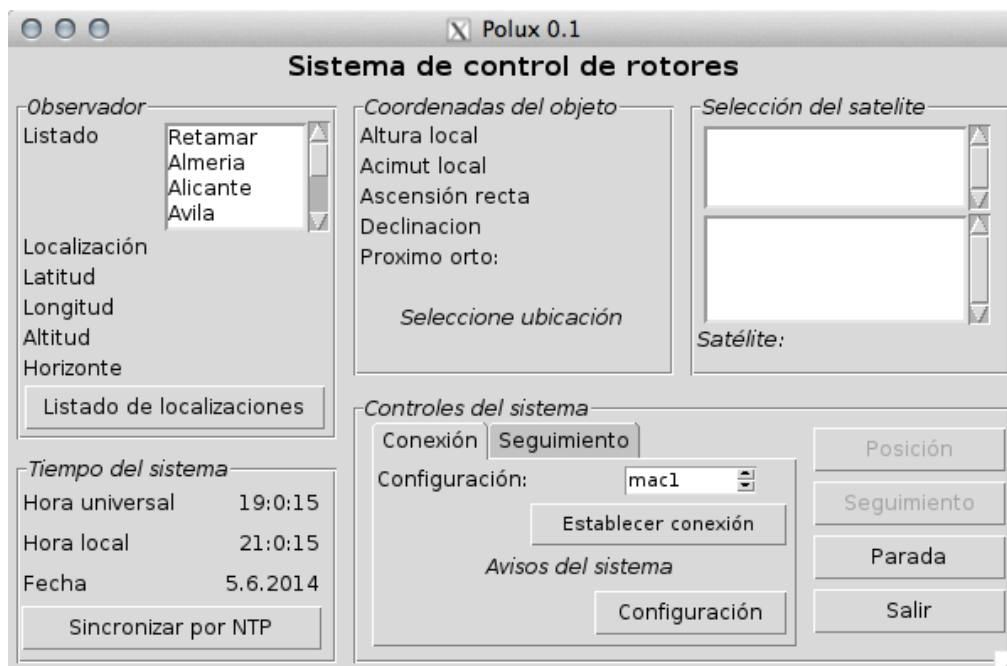 Polux 0.1
Sistema de control de rotores
Observador
Listado
Retamar
Almeria
Alicante
Avila
Localización
Latitud
Longitud
Altitud
Horizonte
Listado de localizaciones
Tiempo del sistema
Hora universal 19:0:15
Hora local 21:0:15
Fecha 5.6.2014
Sincronizar por NTP
Coordenadas del objeto
Altura local
Acimut local
Ascensión recta
Declinacion
Proximo orto:
Seleccione ubicación
Selección del satelite
Satélite:
Controles del sistema
Conexión Seguimiento
Configuración: mac1
Establecer conexión
Avisos del sistema
Configuración
Posición
Seguimiento
Parada
Salir